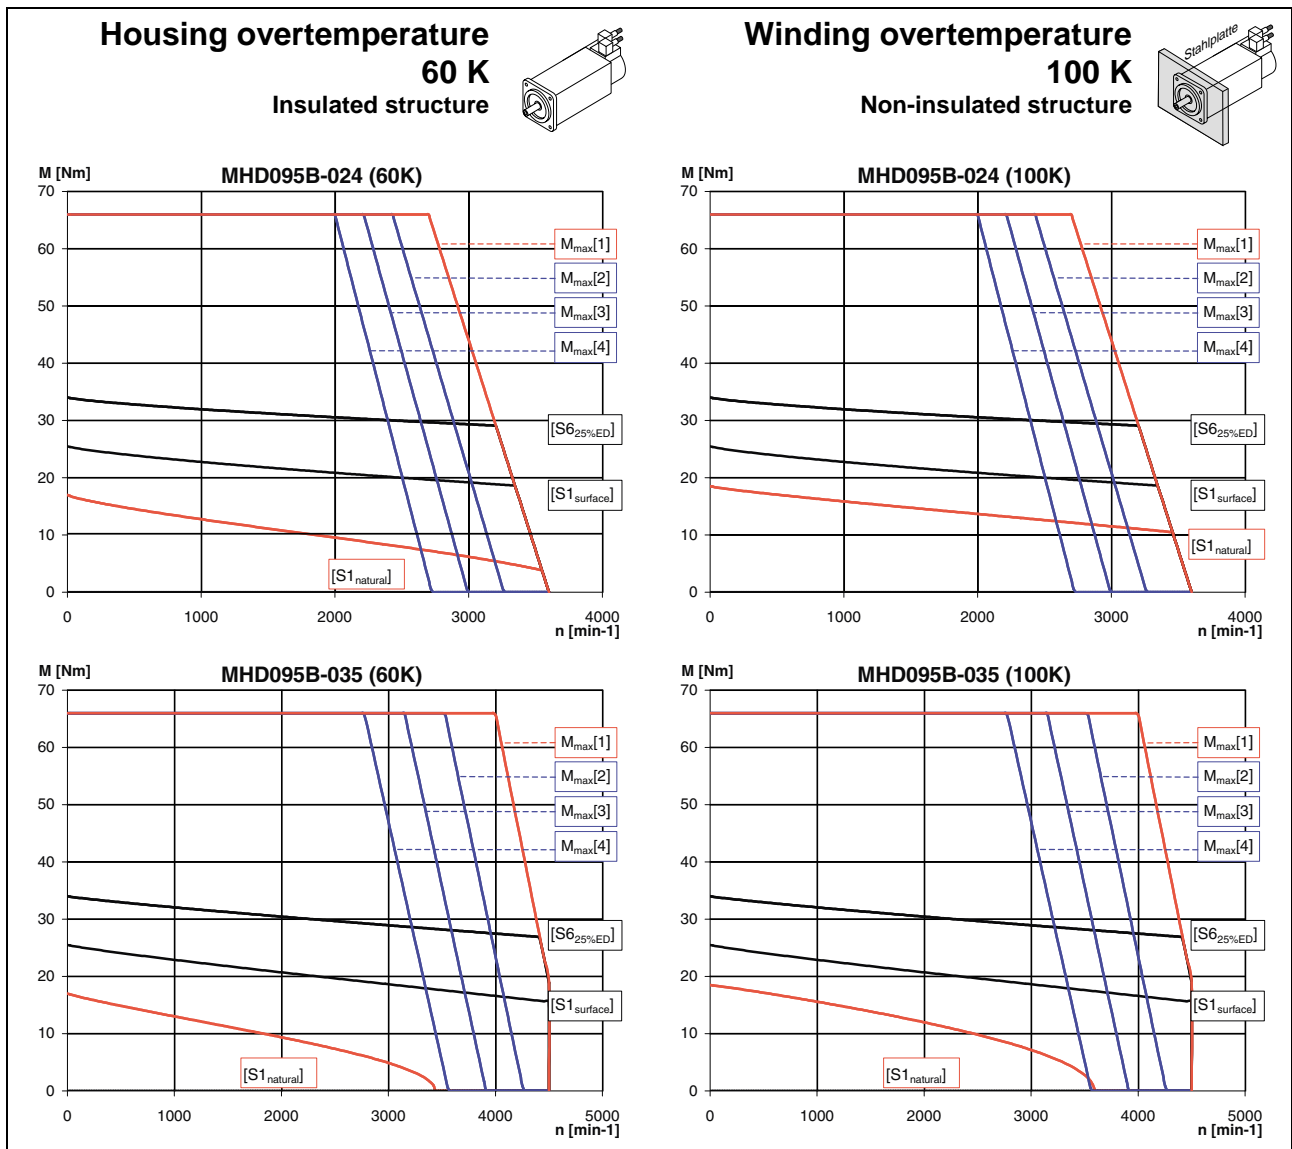 Housing overtemperature
60 K
Insulated structure
Winding overtemperature
100 K
Non-insulated structure
Stahlplatte
M [Nm]
MHD095B-024 (60K)
70
60
50
40
30
20
10
0
0 1000 2000 3000 4000
n [min-1]
Mmax[1]
Mmax[2]
Mmax[3]
Mmax[4]
[S625%ED]
[S1surface]
[S1natural]
M [Nm]
MHD095B-024 (100K)
70
60
50
40
30
20
10
0
0 1000 2000 3000 4000
n [min-1]
Mmax[1]
Mmax[2]
Mmax[3]
Mmax[4]
[S625%ED]
[S1surface]
[S1natural]
M [Nm]
MHD095B-035 (60K)
70
60
50
40
30
20
10
0
0 1000 2000 3000 4000 5000
n [min-1]
Mmax[1]
Mmax[2]
Mmax[3]
Mmax[4]
[S625%ED]
[S1surface]
[S1natural]
M [Nm]
MHD095B-035 (100K)
70
60
50
40
30
20
10
0
0 1000 2000 3000 4000 5000
n [min-1]
Mmax[1]
Mmax[2]
Mmax[3]
Mmax[4]
[S625%ED]
[S1surface]
[S1natural]